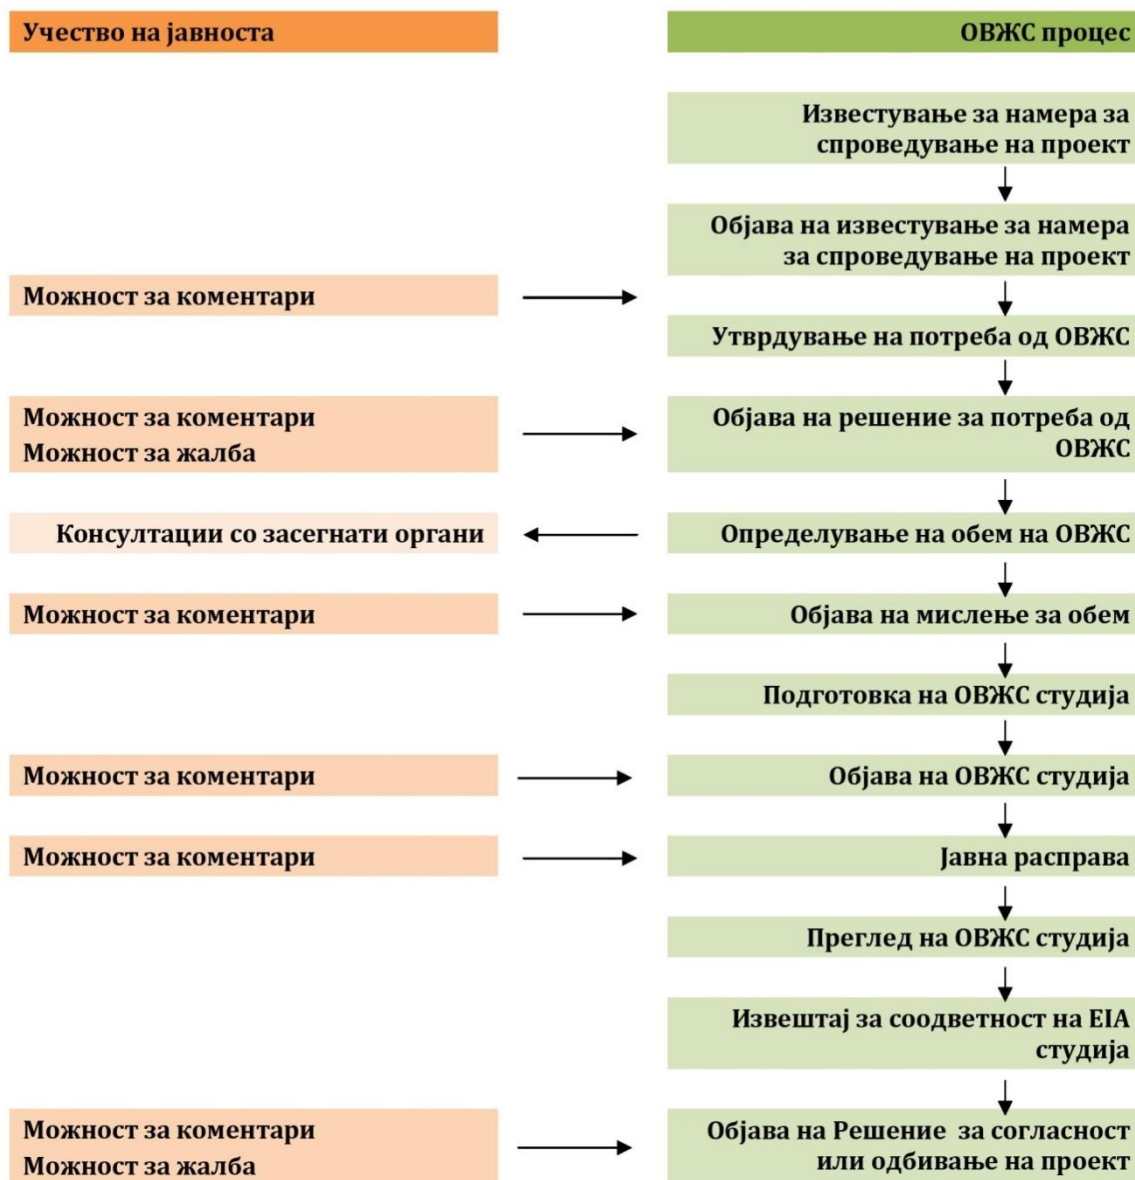 Учество на јавноста
ОВЖС процес
Известување за намера за
спроведување на проект
Објава на известување за намера
за спроведување на проект
Можност за коментари
Утврдување на потреба од ОВЖС
Можност за коментари
Можност за жалба
Објава на решение за потреба од
ОВЖС
Консултации со засегнати органи
Определување на обем на ОВЖС
Можност за коментари
Објава на мислење за обем
Подготовка на ОВЖС студија
Можност за коментари
Објава на ОВЖС студија
Можност за коментари
Јавна расправа
Преглед на ОВЖС студија
Извештај за соодветност на EIA
студија
Можност за коментари
Можност за жалба
Објава на Решение за согласност
или одбивање на проект